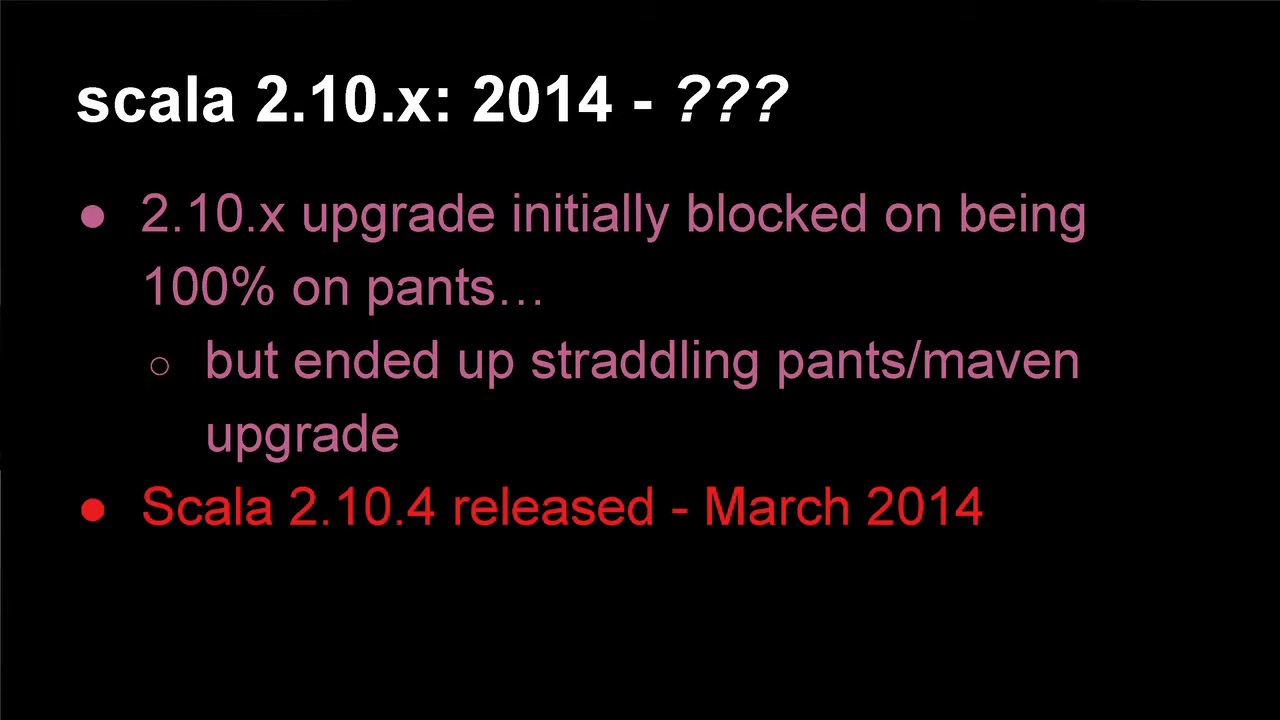 scala 2.10.x: 2014 - ???
● 2.10.x upgrade initially blocked on being
100% on pants…
○ but ended up straddling pants/maven
upgrade
● Scala 2.10.4 released - March 2014